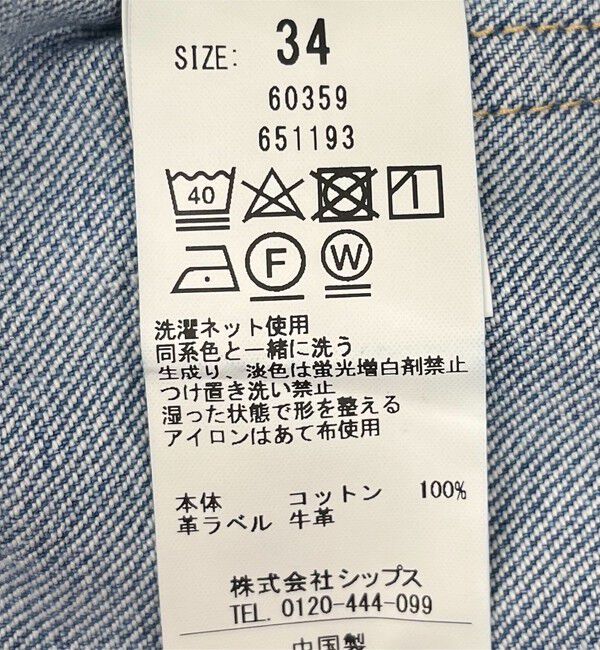 SIZE: 34
60359
651193
40
F W
洗濯ネット使用
同系色と一緒に洗う
生成り、淡色は蛍光増白剤禁止
つけ置き洗い禁止
湿った状態で形を整える
アイロンはあて布使用
本体 コットン 100%
革ラベル 牛革
株式会社シップス
TEL. 0120-444-099
中国製